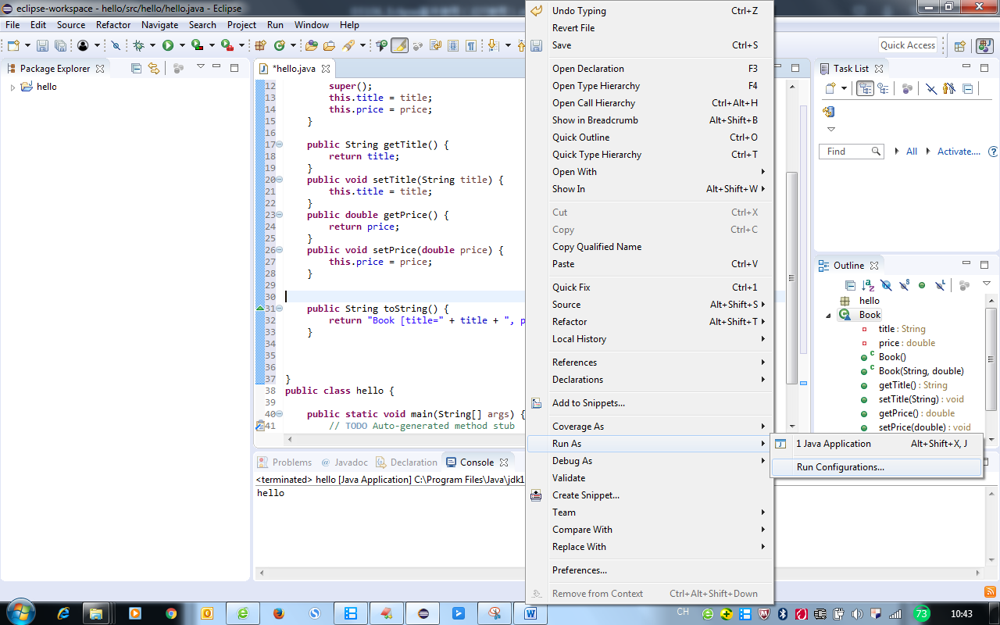 eclipse-workspace - hello/src/hello/hello.java - Eclipse
File Edit Source Refactor Navigate Search Project Run Window Help
Quick Access
Package Explorer
hello
*hello.java
12 super();
13 this.title = title;
14 this.price = price;
15 }
16
17 public String getTitle() {
18 return title;
19 }
20 public void setTitle(String title) {
21 this.title = title;
22 }
23 public double getPrice() {
24 return price;
25 }
26 public void setPrice(double price) {
27 this.price = price;
28 }
29
30
31 public String toString() {
32 return "Book [title=" + title + ", p
33 }
34
35
36
37 }
38 public class hello {
39
40 public static void main(String[] args) {
41 // TODO Auto-generated method stub
Problems @ Javadoc Declaration Console
<terminated> hello [Java Application] C:\Program Files\Java\jdk1
hello
Undo Typing Ctrl+Z
Revert File
Save Ctrl+S
Open Declaration F3
Open Type Hierarchy F4
Open Call Hierarchy Ctrl+Alt+H
Show in Breadcrumb Alt+Shift+B
Quick Outline Ctrl+O
Quick Type Hierarchy Ctrl+T
Open With
Show In Alt+Shift+W
Cut Ctrl+X
Copy Ctrl+C
Copy Qualified Name
Paste Ctrl+V
Quick Fix Ctrl+1
Source Alt+Shift+S
Refactor Alt+Shift+T
Local History
References
Declarations
Add to Snippets...
Coverage As
Run As
Debug As
Validate
Create Snippet...
Team
Compare With
Replace With
Preferences...
Remove from Context Ctrl+Alt+Shift+Down
1 Java Application Alt+Shift+X, J
Run Configurations...
Task List
Find All Activate....
Outline
hello
Book
title : String
price : double
Book()
Book(String, double)
getTitle() : String
setTitle(String) : void
getPrice() : double
setPrice(double) : void
CH
73
10:43